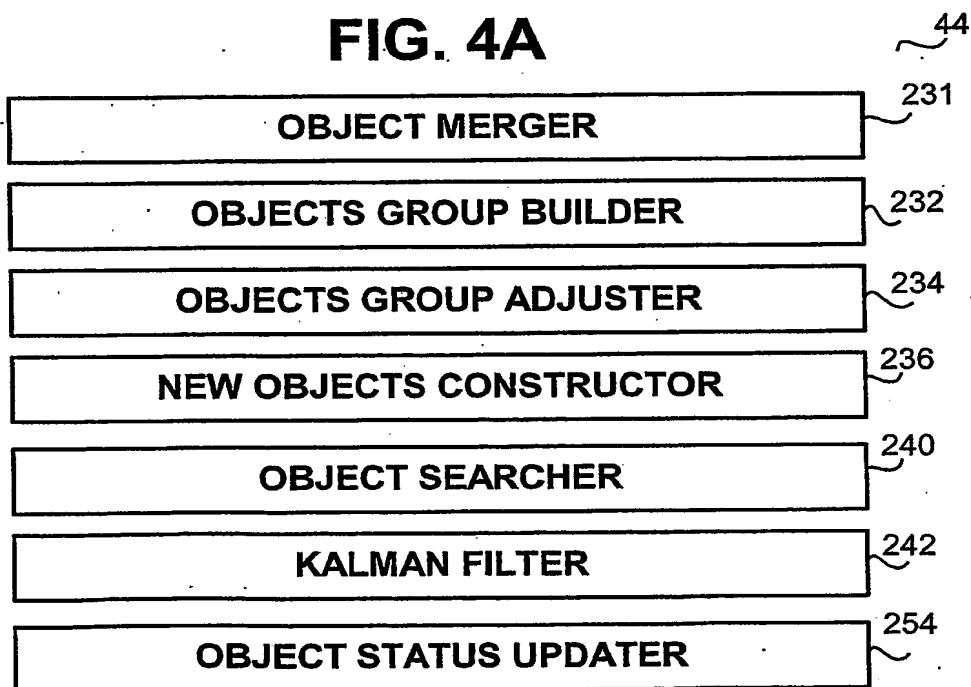 FIG. 4A
44
OBJECT MERGER
231
OBJECTS GROUP BUILDER
232
OBJECTS GROUP ADJUSTER
234
NEW OBJECTS CONSTRUCTOR
236
OBJECT SEARCHER
240
KALMAN FILTER
242
OBJECT STATUS UPDATER
254